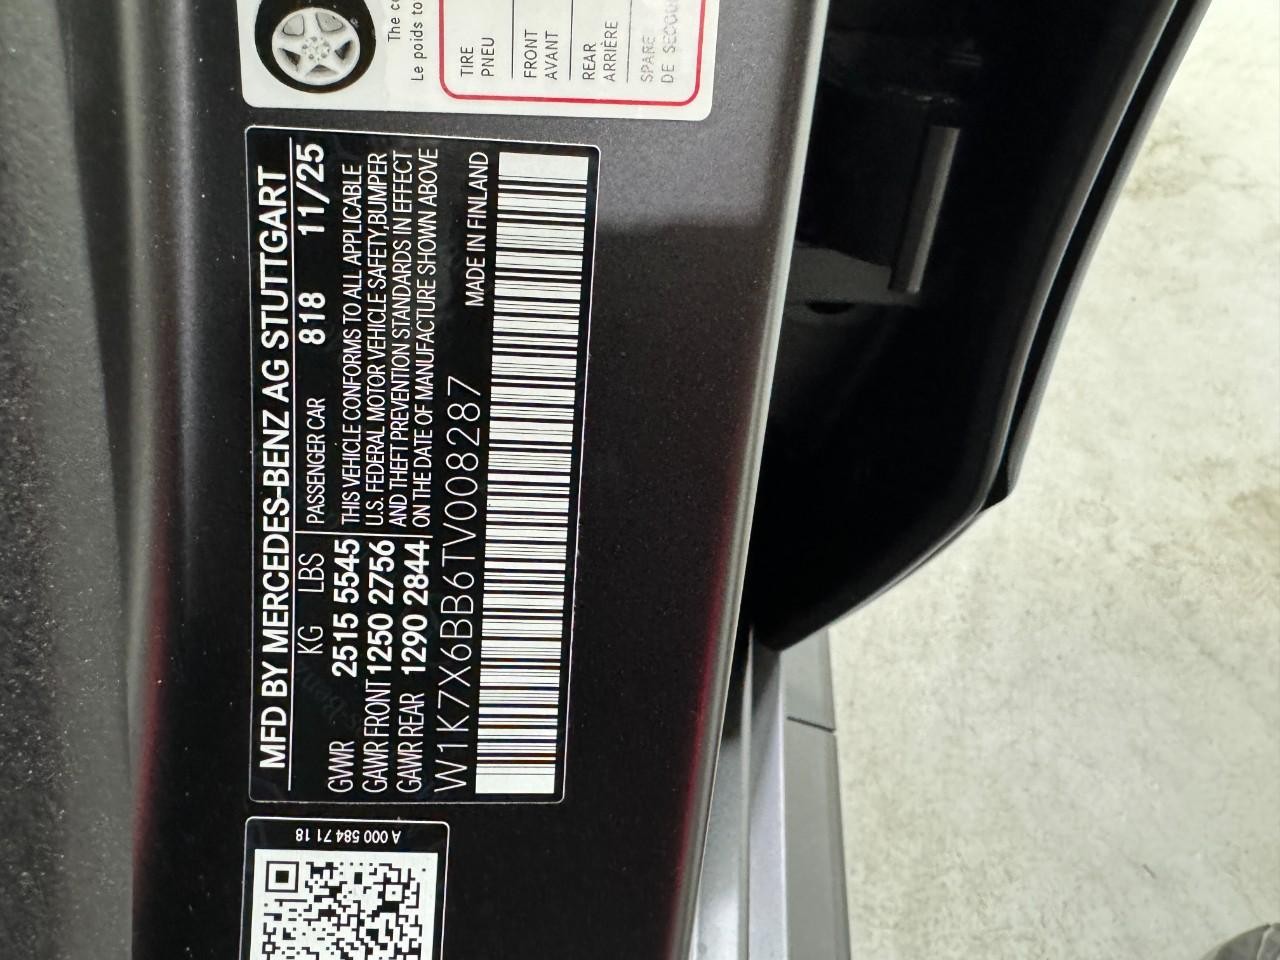 MFD BY MERCEDES-BENZ AG STUTTGART
KG LBS PASSENGER CAR 818 11/25
GVWR 2515 5545
GAWR FRONT 1250 2756
GAWR REAR 1290 2844
THIS VEHICLE CONFORMS TO ALL APPLICABLE
U.S. FEDERAL MOTOR VEHICLE SAFETY,BUMPER
AND THEFT PREVENTION STANDARDS IN EFFECT
ON THE DATE OF MANUFACTURE SHOWN ABOVE
W1K7X6BB6TV008287 MADE IN FINLAND
A 000 584 71 18
The
Le poids to
TIRE
PNEU
FRONT
AVANT
REAR
ARRIÈRE
SPARE
DE